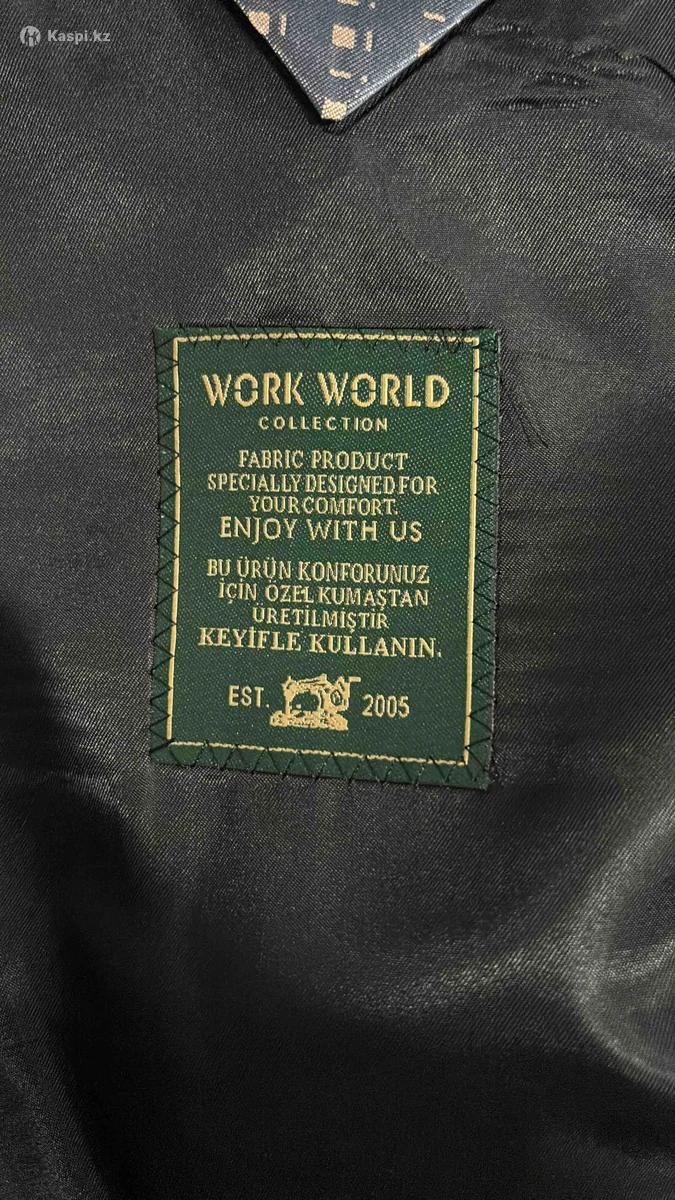 Kaspi.kz
WORK WORLD
COLLECTION
FABRIC PRODUCT
SPECIALLY DESIGNED FOR
YOUR COMFORT.
ENJOY WITH US
BU ÜRÜN KONFORUNUZ
İÇİN ÖZEL KUMAŞTAN
ÜRETİLMİŞTİR
KEYİFLE KULLANIN.
EST. 2005